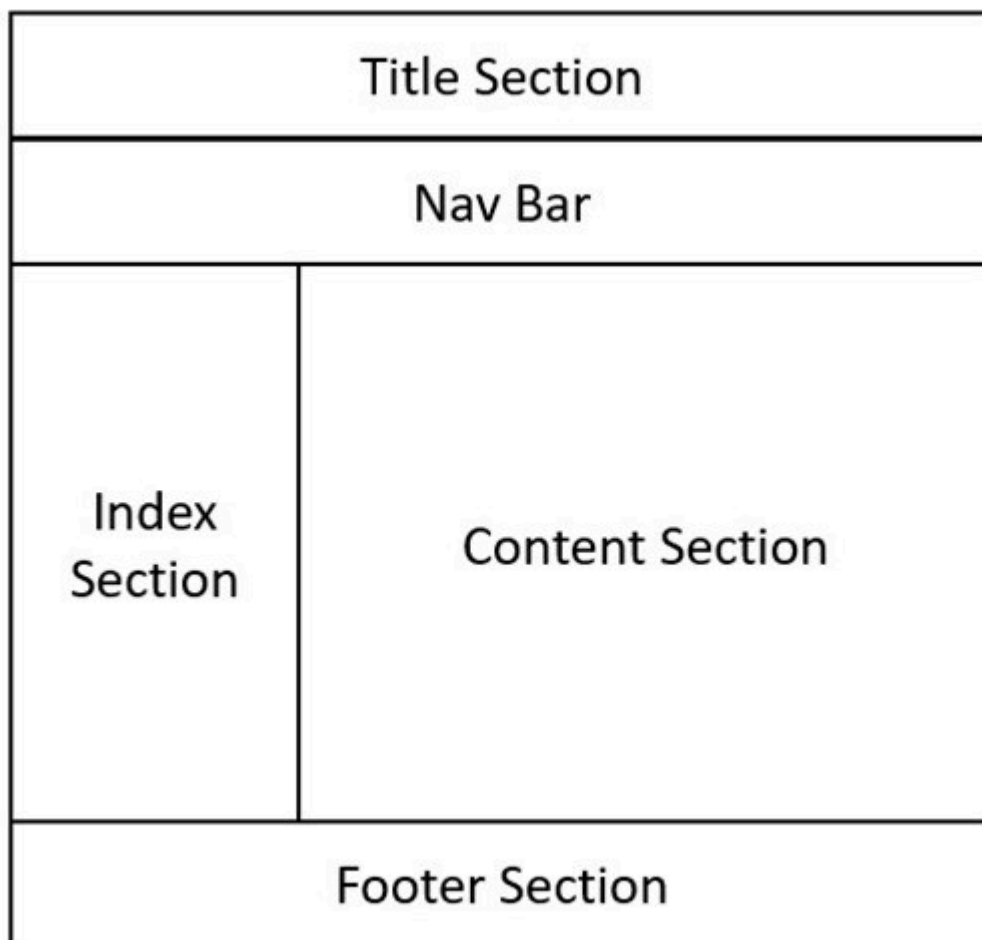 Title Section
Nav Bar
Index
Section
Content Section
Footer Section